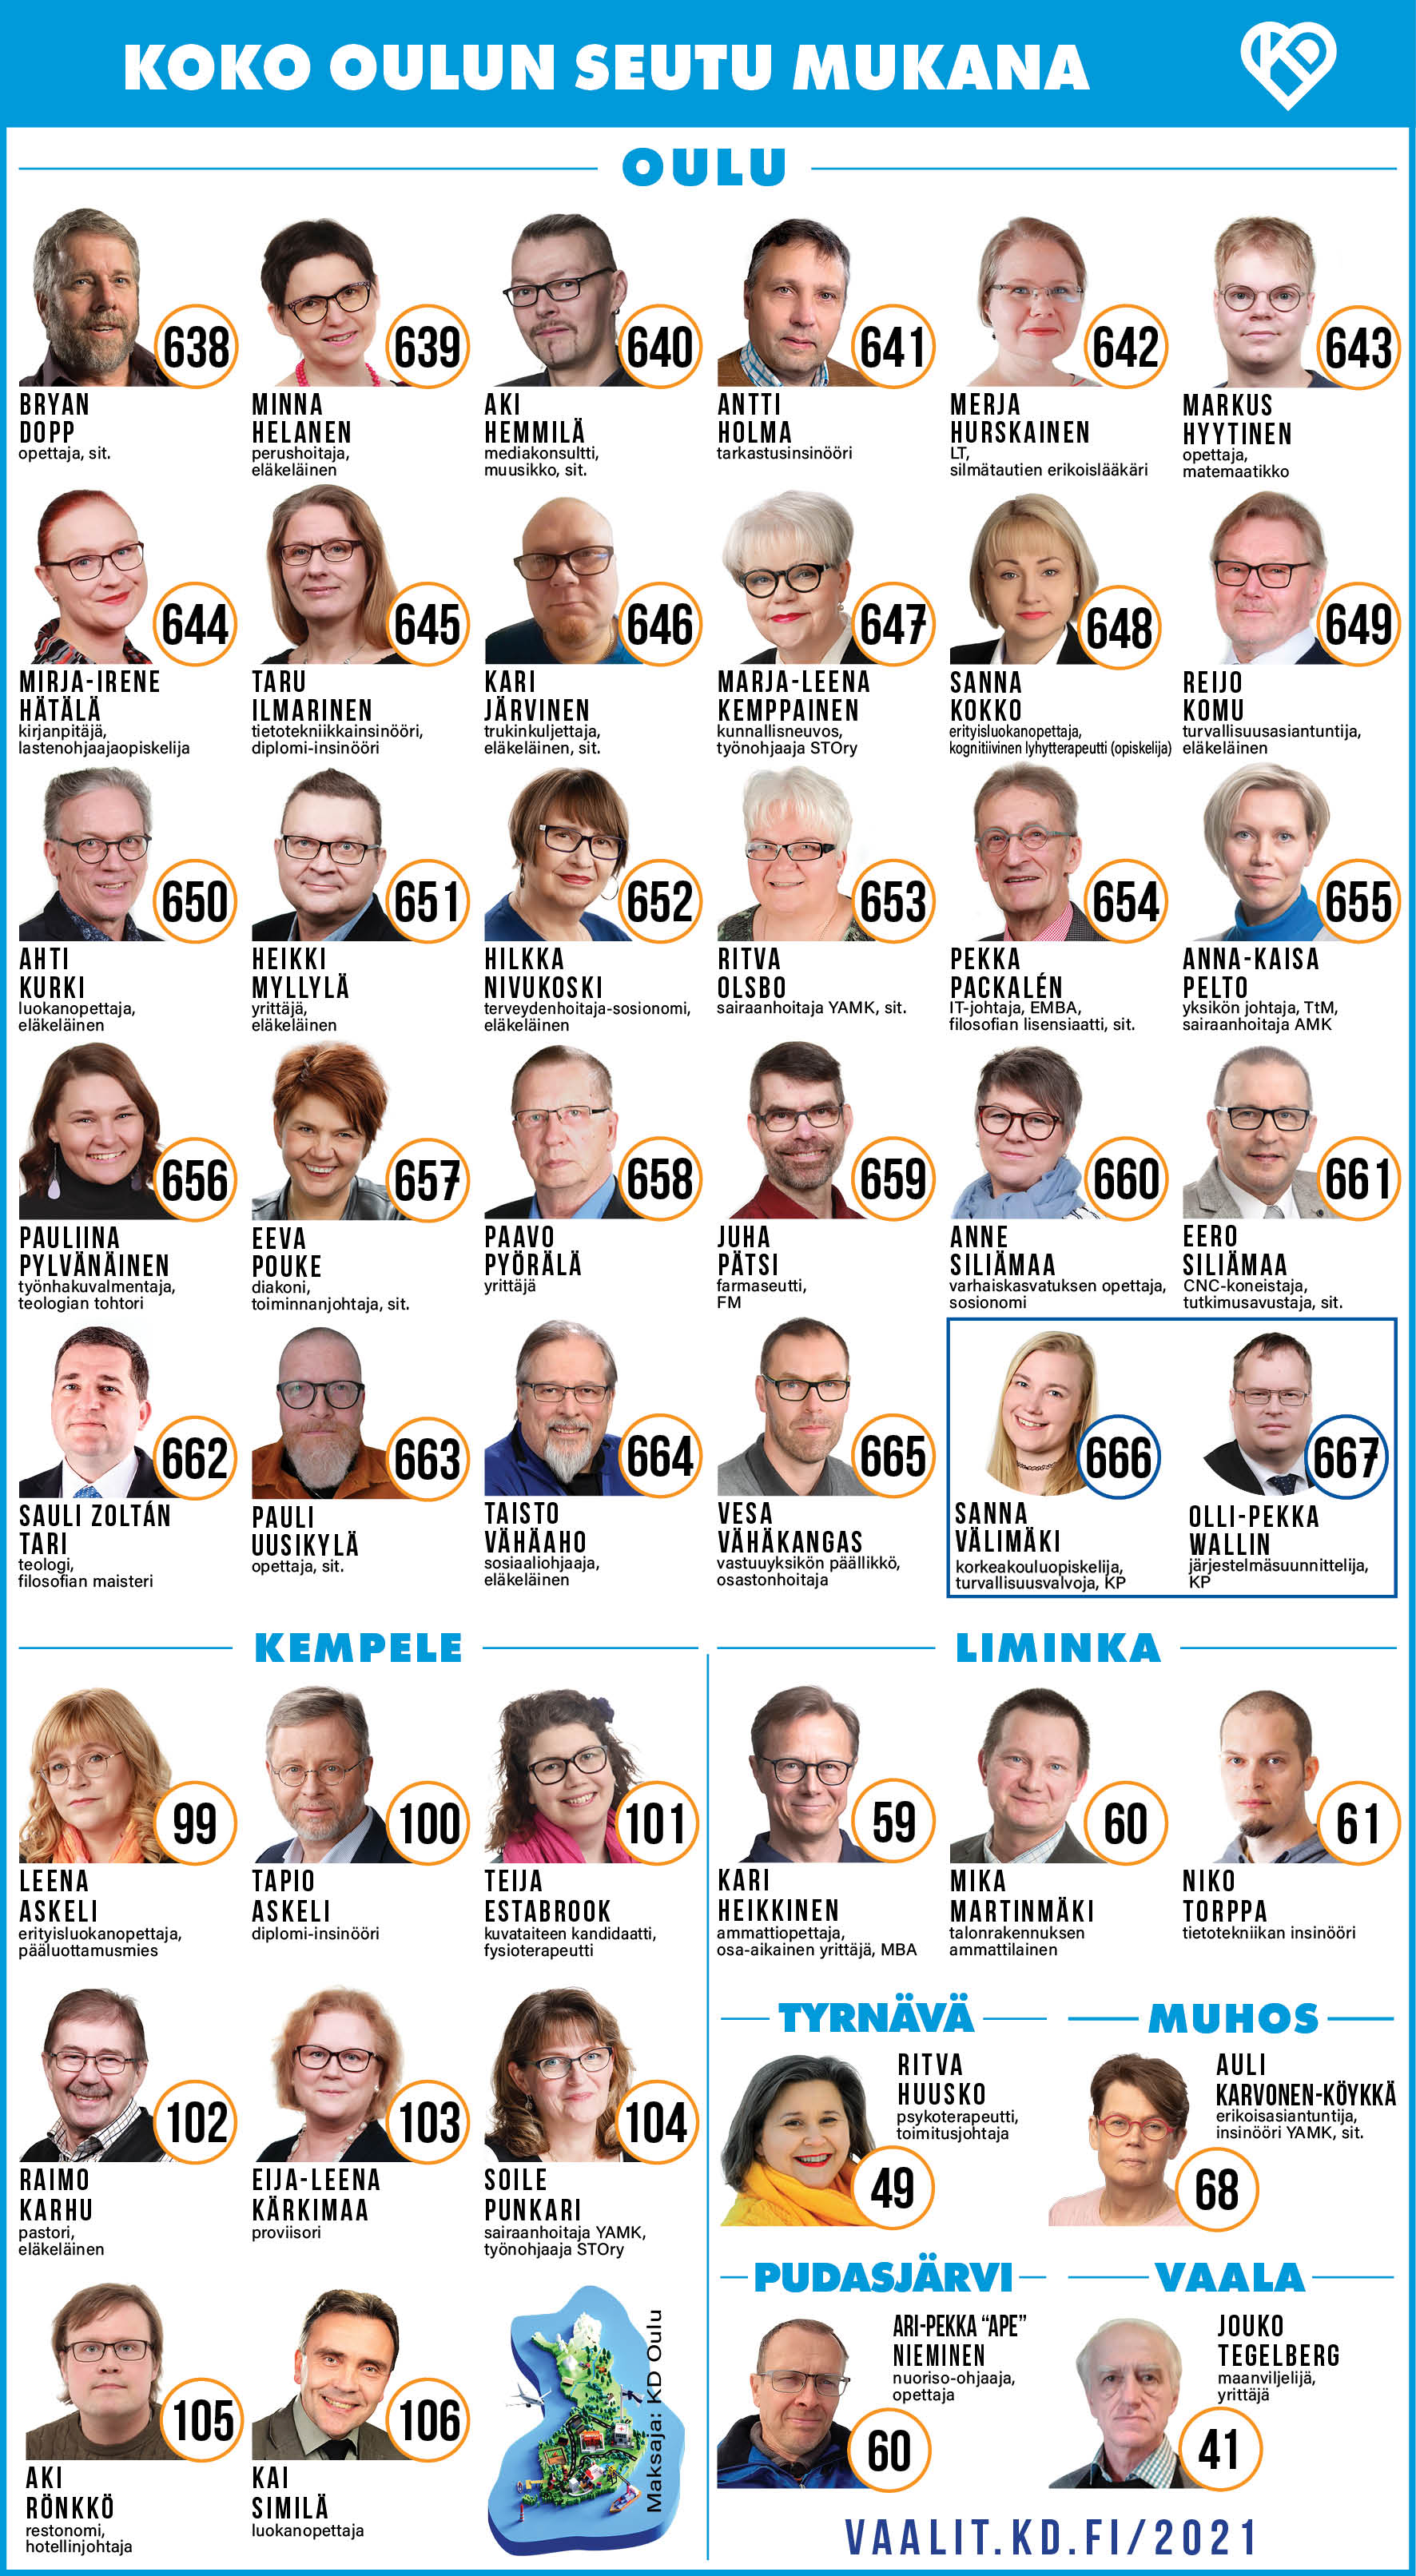 KOKO OULUN SEUTU MUKANA
KD
OULU
638
BRYAN
DOPP
opettaja, sit.
639
MINNA
HELANEN
perushoitaja,
eläkeläinen
640
AKI
HEMMILÄ
mediakonsultti,
muusikko, sit.
641
ANTTI
HOLMA
tarkastusinsinööri
642
MERJA
HURSKAINEN
LT,
silmätautien erikoislääkäri
643
MARKUS
HYYTINEN
opettaja,
matemaatikko
644
MIRJA-IRENE
HÄTÄLÄ
kirjanpitäjä,
lastenohjaajaopiskelija
645
TARU
ILMARINEN
tietotekniikkainsinööri,
diplomi-insinööri
646
KARI
JÄRVINEN
trukinkuljettaja,
eläkeläinen, sit.
647
MARJA-LEENA
KEMPPAINEN
kunnallisneuvos,
työnohjaaja STOry
648
SANNA
KOKKO
erityisluokanopettaja,
kognitiivinen lyhytterapeutti (opiskelija)
649
REIJO
KOMU
turvallisuusasiantuntija,
eläkeläinen
650
AHTI
KURKI
luokanopettaja,
eläkeläinen
651
HEIKKI
MYLLYLÄ
yrittäjä,
eläkeläinen
652
HILKKA
NIVUKOSKI
terveydenhoitaja-sosionomi,
eläkeläinen
653
RITVA
OLSBO
sairaanhoitaja YAMK, sit.
654
PEKKA
PACKALÉN
IT-johtaja, EMBA,
filosofian lisensiaatti, sit.
655
ANNA-KAISA
PELTO
yksikön johtaja, TtM,
sairaanhoitaja AMK
656
PAULIINA
PYLVÄNÄINEN
työnhakuvalmentaja,
teologian tohtori
657
EEVA
POUKE
diakoni,
toiminnanjohtaja, sit.
658
PAAVO
PYÖRÄLÄ
yrittäjä
659
JUHA
PÄTSI
farmaseutti,
FM
660
ANNE
SILIÄMAA
varhaiskasvatuksen opettaja,
sosionomi
661
EERO
SILIÄMAA
CNC-koneistaja,
tutkimusavustaja, sit.
662
SAULI ZOLTÁN
TARI
teologi,
filosofian maisteri
663
PAULI
UUSIKYLÄ
opettaja, sit.
664
TAISTO
VÄHÄAHO
sosiaaliohjaaja,
eläkeläinen
665
VESA
VÄHÄKANGAS
vastuuyksikön päällikkö,
osastonhoitaja
666
SANNA
VÄLIMÄKI
korkeakouluopiskelija,
turvallisuusvalvoja, KP
667
OLLI-PEKKA
WALLIN
järjestelmäsuunnittelija,
KP
KEMPELE
99
LEENA
ASKELI
erityisluokanopettaja,
pääluottamusmies
100
TAPIO
ASKELI
diplomi-insinööri
101
TEIJA
ESTABROOK
kuvataiteen kandidaatti,
fysioterapeutti
102
RAIMO
KARHU
pastori,
eläkeläinen
103
EIJA-LEENA
KÄRKIMAA
proviisori
104
SOILE
PUNKARI
sairaanhoitaja YAMK,
työnohjaaja STOry
105
AKI
RÖNKKÖ
restonomi,
hotellinjohtaja
106
KAI
SIMILÄ
luokanopettaja
Maksaja: KD Oulu
LIMINKA
59
KARI
HEIKKINEN
ammattiopettaja,
osa-aikainen yrittäjä, MBA
60
MIKA
MARTINMÄKI
talonrakennuksen
ammattilainen
61
NIKO
TORPPA
tietotekniikan insinööri
TYRNÄVÄ
RITVA
HUUSKO
psykoterapeutti,
toimitusjohtaja
49
MUHOS
AULI
KARVONEN-KÖYKKÄ
erikoisasiantuntija,
insinööri YAMK, sit.
68
PUDASJÄRVI
ARI-PEKKA “APE”
NIEMINEN
nuoriso-ohjaaja,
opettaja
60
VAALA
JOUKO
TEGELBERG
maanviljelijä,
yrittäjä
41
VAALIT.KD.FI/2021